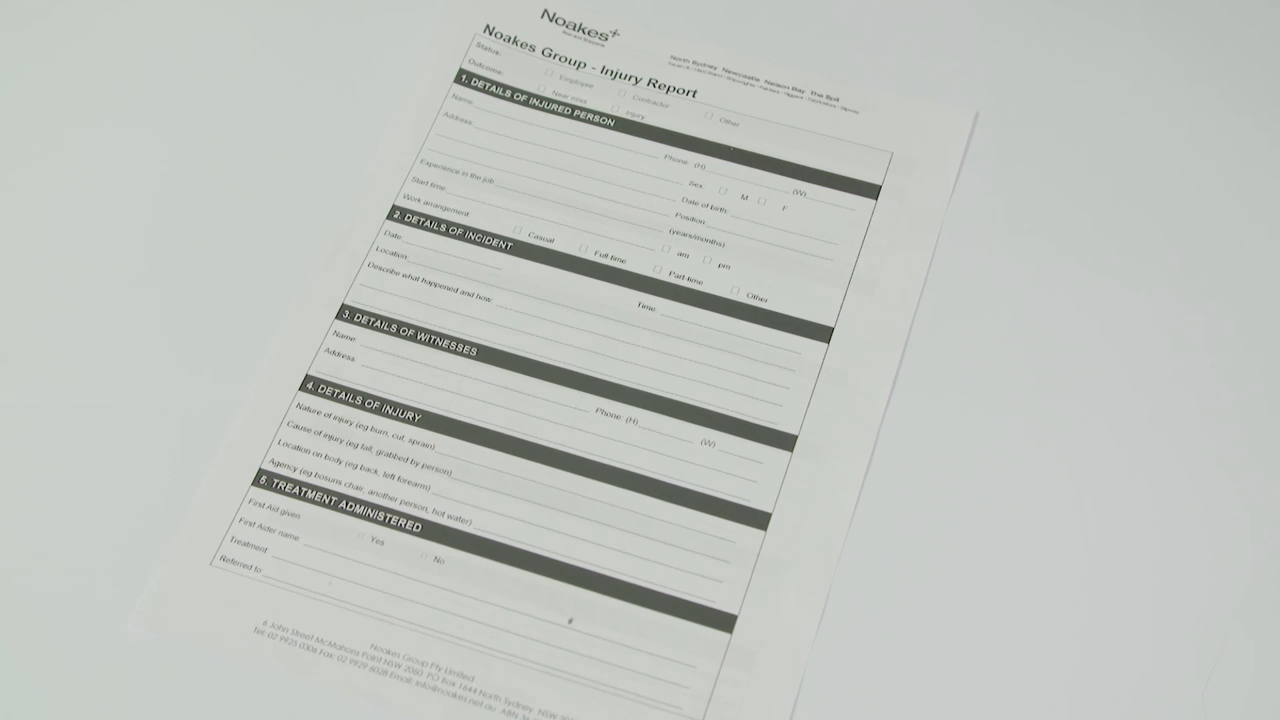 Noakes
Noakes Group - Injury Report
North Sydney Newcastle Nelson Bay The Spit
Status: Employee Contractor Other
Outcome: Near miss Injury
1. DETAILS OF INJURED PERSON
Name: Phone: (H) (W)
Address: Sex: M F
Date of birth:
Experience in the job Position:
(years/months)
Start time: am pm
Work arrangement: Casual Full-time Part-time Other
2. DETAILS OF INCIDENT
Date: Time:
Location:
Describe what happened and how:
3. DETAILS OF WITNESSES
Name: Phone: (H) (W)
Address:
4. DETAILS OF INJURY
Nature of injury (eg burn, cut, sprain)
Cause of injury (eg fall, grabbed by person)
Location on body (eg back, left forearm)
Agency (eg bosuns chair, another person, hot water)
5. TREATMENT ADMINISTERED
First Aid given: Yes No
First Aider name:
Treatment:
Referred to:
Noakes Group Pty Limited
6 John Street McMahons Point NSW 2060. PO Box 1644 North Sydney NSW
Tel: 02 9925 0306 Fax: 02 9929 6028 Email: info@noakes.net.au ABN